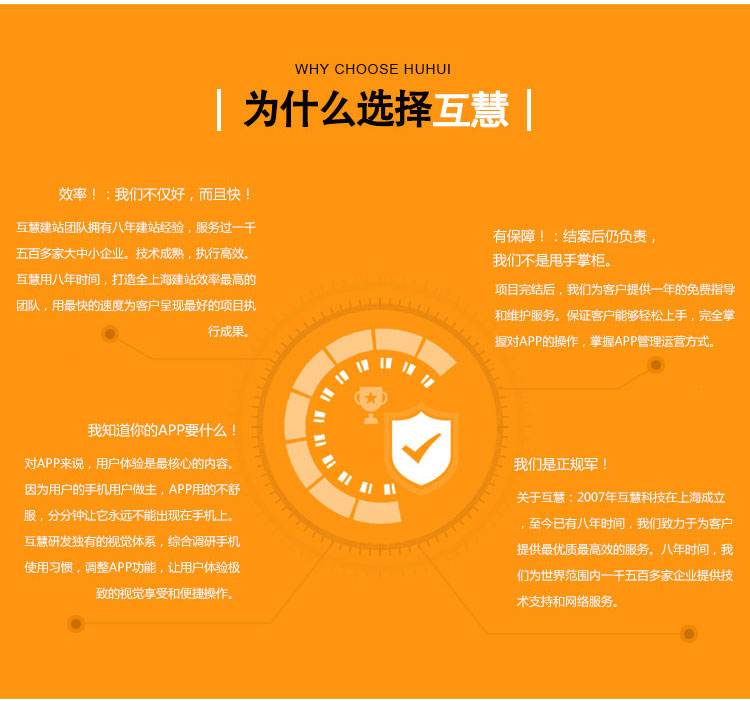 WHY CHOOSE HUHUI
为什么选择互慧
效率！：我们不仅好，而且快！
互慧建站团队拥有八年建站经验，服务过一千
五百多家大中小企业。技术成熟，执行高效。
互慧用八年时间，打造全上海建站效率最高的
团队，用最快的速度为客户呈现最好的项目执
行成果。
有保障！：结案后仍负责，
我们不是甩手掌柜。
项目完结后，我们为客户提供一年的免费指导
和维护服务。保证客户能够轻松上手，完全掌
握对APP的操作，掌握APP管理运营方式。
我知道你的APP要什么！
对APP来说，用户体验是最核心的内容。
因为用户的手机用户做主，APP用的不舒
服，分分钟让它永远不能出现在手机上。
互慧研发独有的视觉体系，综合调研手机
使用习惯，调整APP功能，让用户体验极
致的视觉享受和便捷操作。
我们是正规军！
关于互慧：2007年互慧科技在上海成立
，至今已有八年时间，我们致力于为客户
提供最优质最高效的服务。八年时间，我
们为世界范围内一千五百多家企业提供技
术支持和网络服务。